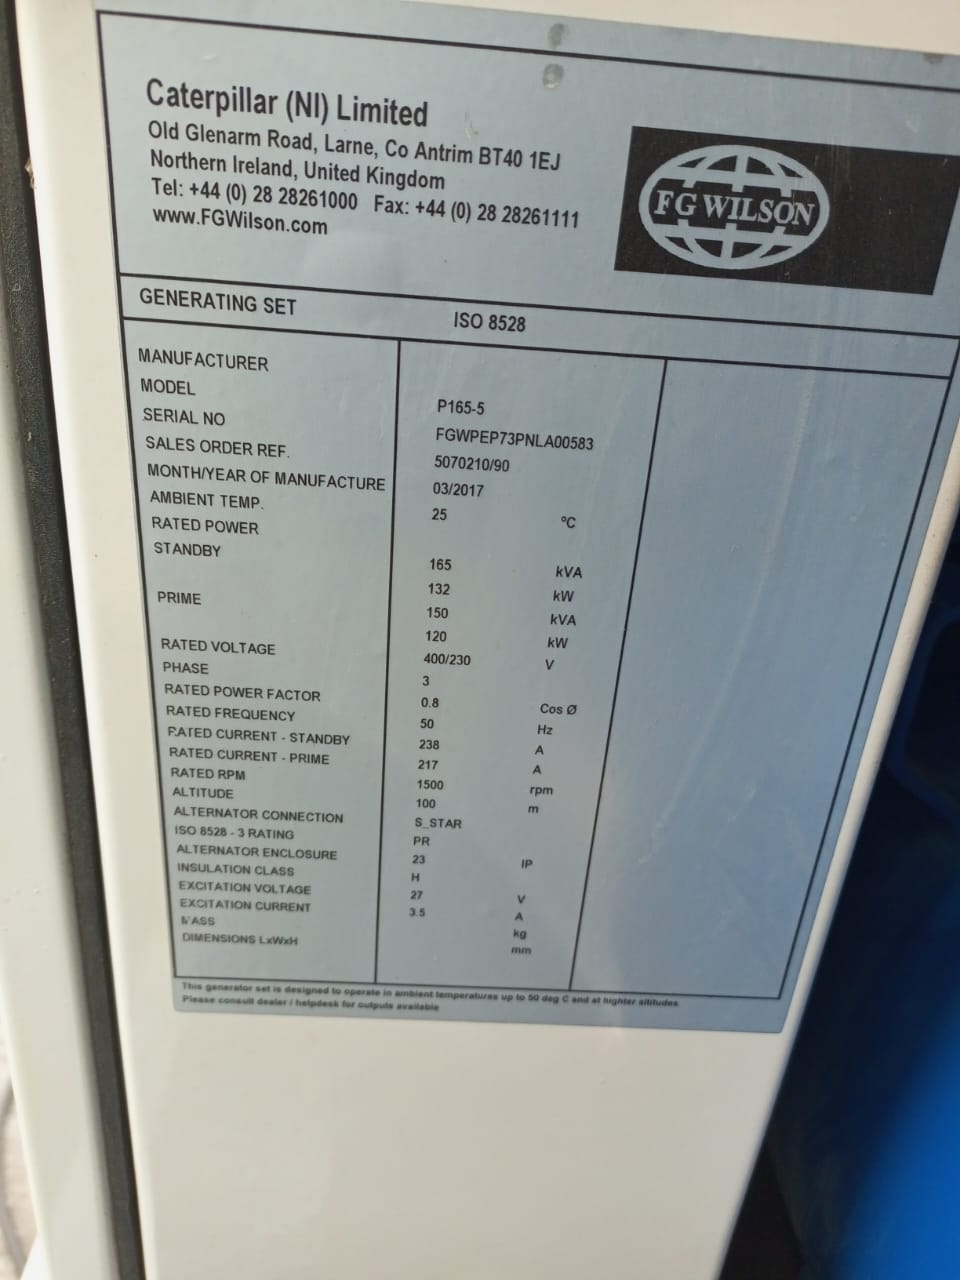 Caterpillar (NI) Limited
Old Glenarm Road, Larne, Co Antrim BT40 1EJ
Northern Ireland, United Kingdom
Tel: +44 (0) 28 28261000 Fax: +44 (0) 28 28261111
www.FGWilson.com
FG WILSON
GENERATING SET ISO 8528
MANUFACTURER
MODEL P165-5
SERIAL NO FGWPEP73PNLA00583
SALES ORDER REF. 5070210/90
MONTH/YEAR OF MANUFACTURE 03/2017
AMBIENT TEMP. 25 ºC
RATED POWER
STANDBY 165 kVA
132 kW
PRIME 150 kVA
120 kW
RATED VOLTAGE 400/230 V
PHASE 3
RATED POWER FACTOR 0.8 Cos Ø
RATED FREQUENCY 50 Hz
RATED CURRENT - STANDBY 238 A
RATED CURRENT - PRIME 217 A
RATED RPM 1500 rpm
ALTITUDE 100 m
ALTERNATOR CONNECTION S_STAR
ISO 8528 - 3 RATING PR
ALTERNATOR ENCLOSURE 23 IP
INSULATION CLASS H
EXCITATION VOLTAGE 27 V
EXCITATION CURRENT 3.5 A
MASS kg
DIMENSIONS LxWxH mm
This generator set is designed to operate in ambient temperatures up to 50 deg C and at highter altitudes
Please consult dealer / helpdesk for outputs available